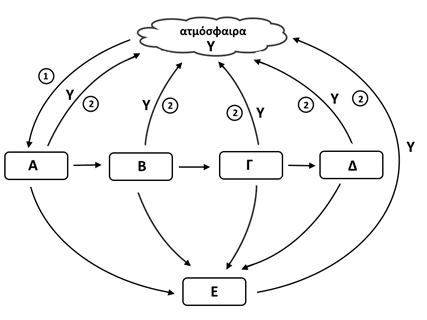 ατμόσφαιρα
Υ
1
Υ 2
Υ 2
2 Υ
2 Υ 2
Υ
Α Β Γ Δ
Ε